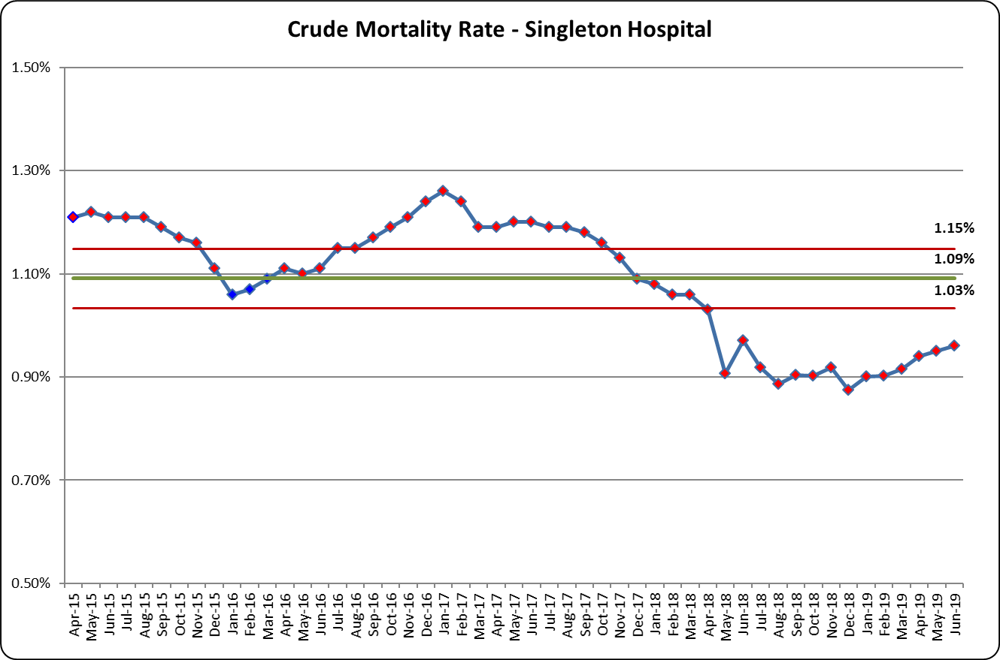 Crude Mortality Rate - Singleton Hospital
1.50%
1.30%
1.15%
1.09%
1.10%
1.03%
0.90%
0.70%
0.50%
Apr-15
May-15
Jun-15
Jul-15
Aug-15
Sep-15
Oct-15
Nov-15
Dec-15
Jan-16
Feb-16
Mar-16
Apr-16
May-16
Jun-16
Jul-16
Aug-16
Sep-16
Oct-16
Nov-16
Dec-16
Jan-17
Feb-17
Mar-17
Apr-17
May-17
Jun-17
Jul-17
Aug-17
Sep-17
Oct-17
Nov-17
Dec-17
Jan-18
Feb-18
Mar-18
Apr-18
May-18
Jun-18
Jul-18
Aug-18
Sep-18
Oct-18
Nov-18
Dec-18
Jan-19
Feb-19
Mar-19
Apr-19
May-19
Jun-19